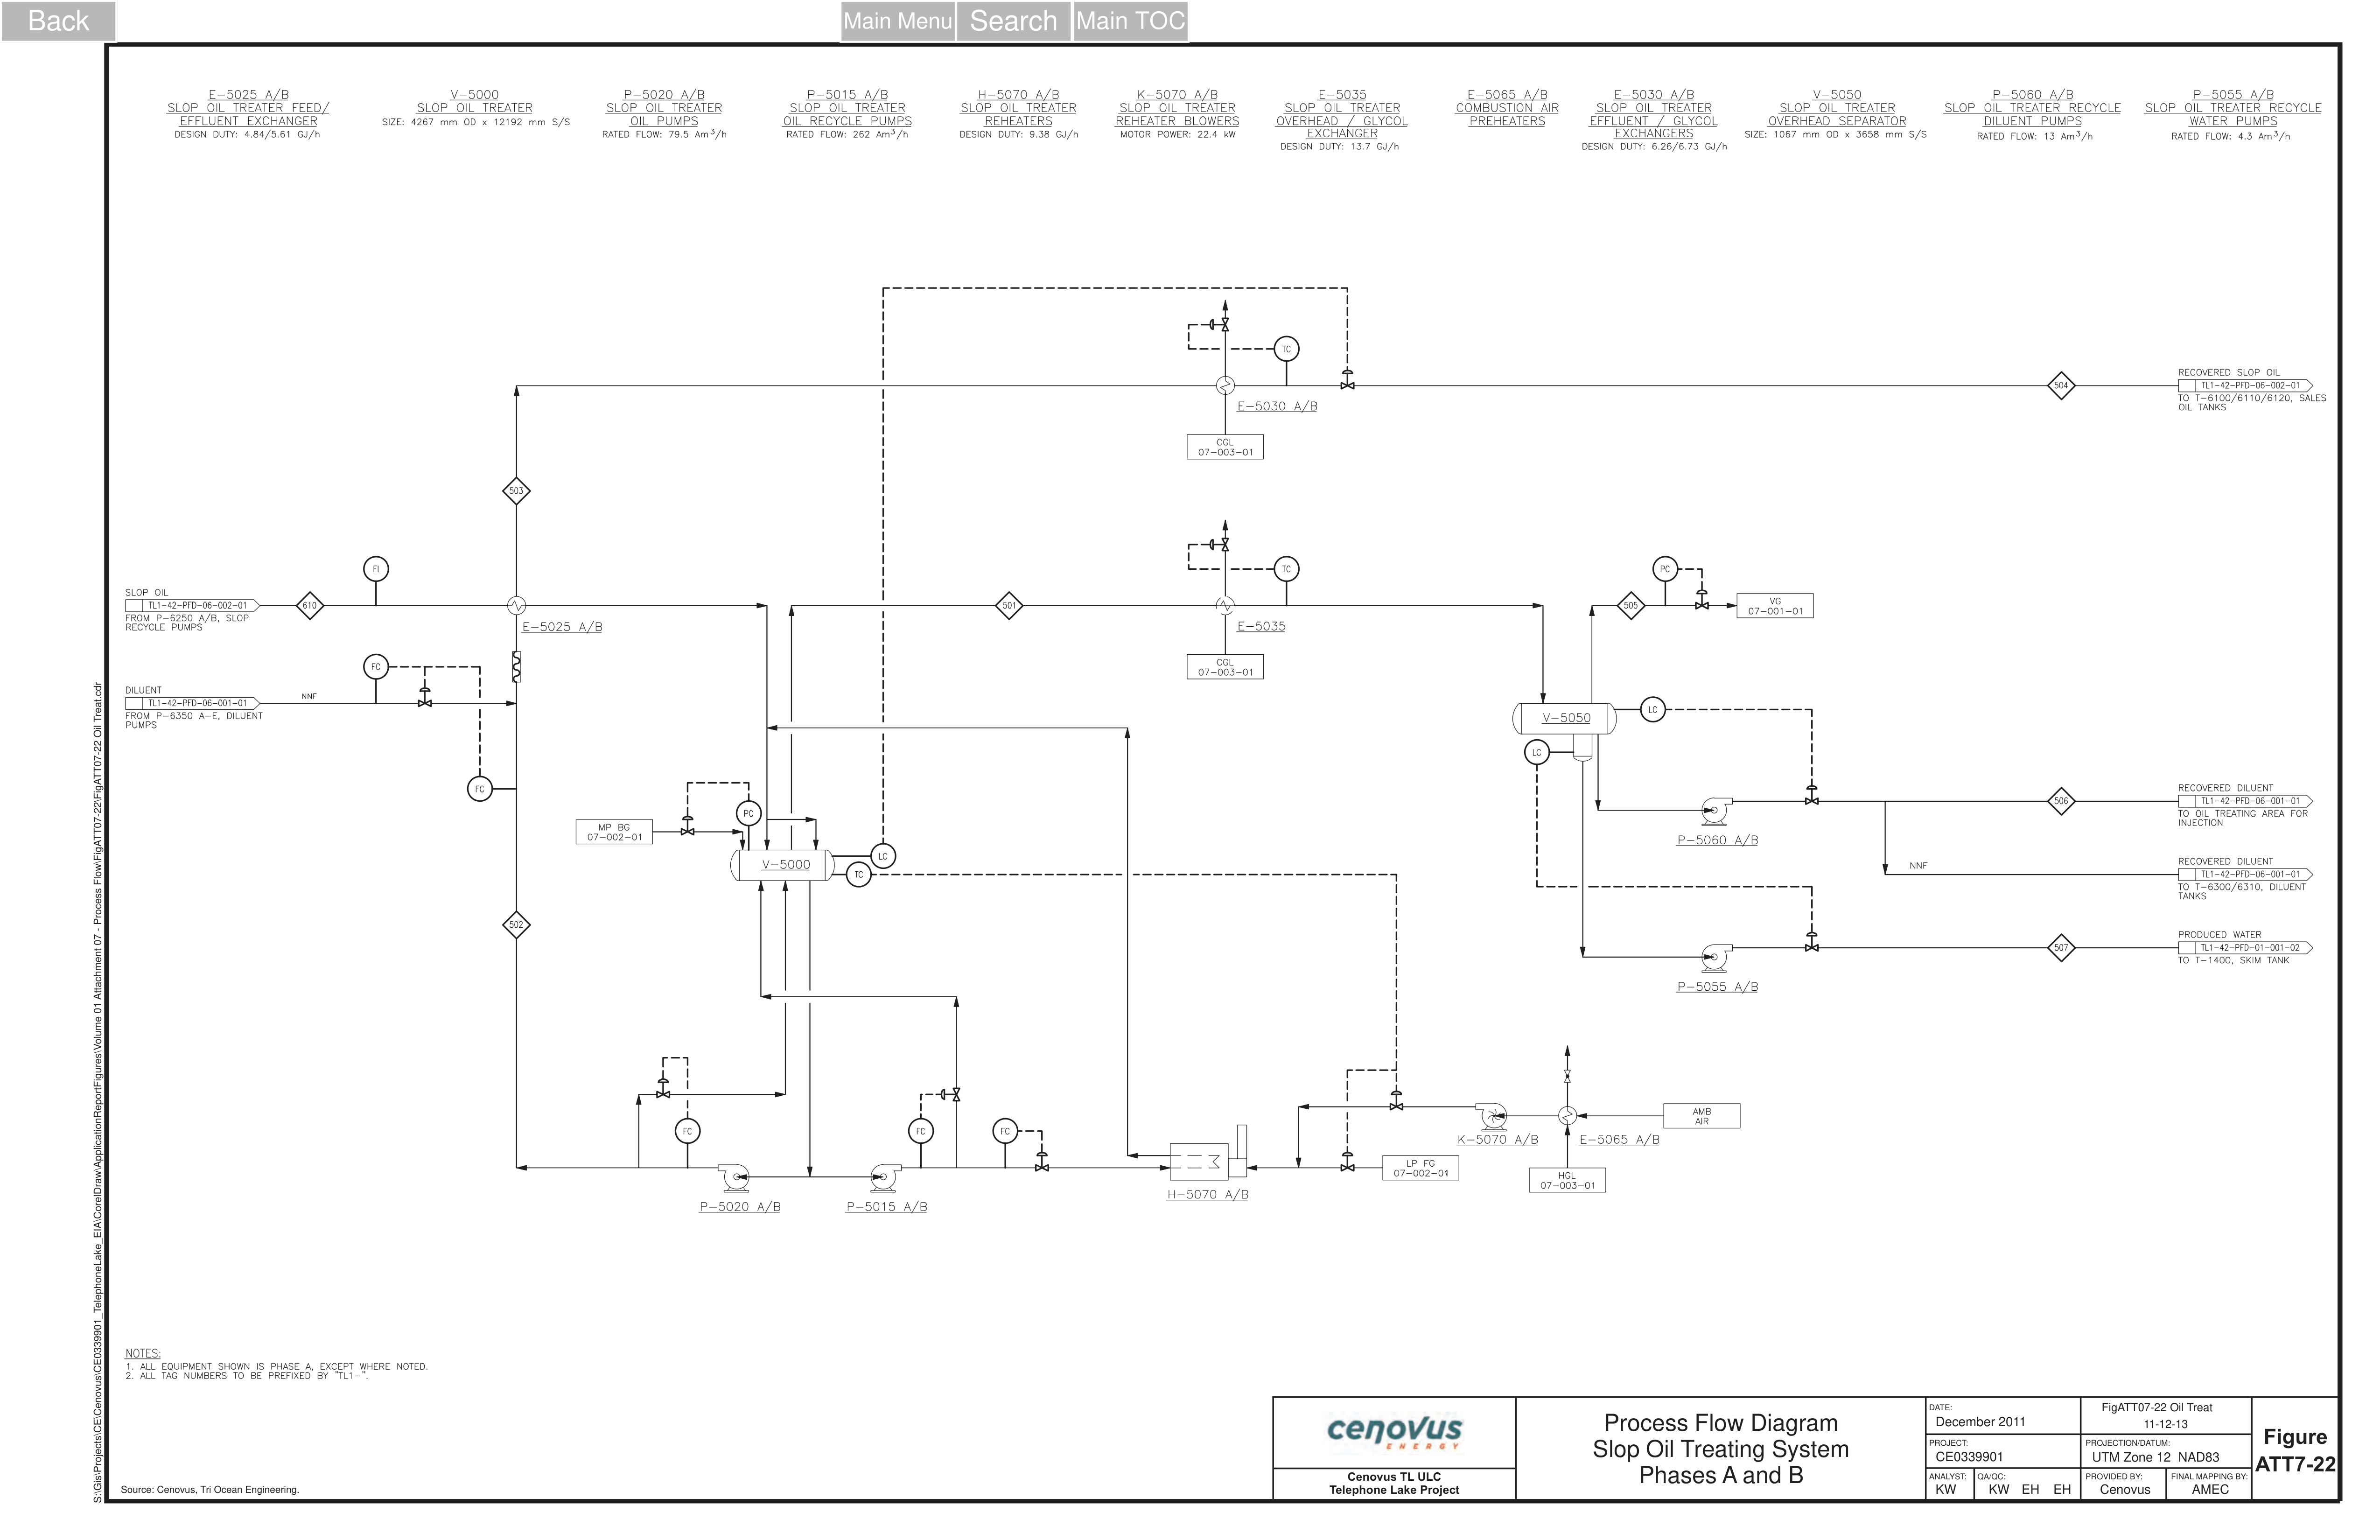 Back
Main Menu
Search
Main TOC
E-5025 A/B
SLOP OIL TREATER FEED/
EFFLUENT EXCHANGER
DESIGN DUTY: 4.84/5.61 GJ/h
V-5000
SLOP OIL TREATER
SIZE: 4267 mm OD x 12192 mm S/S
P-5020 A/B
SLOP OIL TREATER
OIL PUMPS
RATED FLOW: 79.5 Am³/h
P-5015 A/B
SLOP OIL TREATER
OIL RECYCLE PUMPS
RATED FLOW: 262 Am³/h
H-5070 A/B
SLOP OIL TREATER
REHEATERS
DESIGN DUTY: 9.38 GJ/h
K-5070 A/B
SLOP OIL TREATER
REHEATER BLOWERS
MOTOR POWER: 22.4 kW
E-5035
SLOP OIL TREATER
OVERHEAD / GLYCOL
EXCHANGER
DESIGN DUTY: 13.7 GJ/h
E-5065 A/B
COMBUSTION AIR
PREHEATERS
E-5030 A/B
SLOP OIL TREATER
EFFLUENT / GLYCOL
EXCHANGERS
DESIGN DUTY: 6.26/6.73 GJ/h
V-5050
SLOP OIL TREATER
OVERHEAD SEPARATOR
SIZE: 1067 mm OD x 3658 mm S/S
P-5060 A/B
SLOP OIL TREATER RECYCLE
DILUENT PUMPS
RATED FLOW: 13 Am³/h
P-5055 A/B
SLOP OIL TREATER RECYCLE
WATER PUMPS
RATED FLOW: 4.3 Am³/h
TC
E-5030 A/B
CGL
07-003-01
504
RECOVERED SLOP OIL
TL1-42-PFD-06-002-01
TO T-6100/6110/6120, SALES
OIL TANKS
503
SLOP OIL
TL1-42-PFD-06-002-01
FROM P-6250 A/B, SLOP
RECYCLE PUMPS
610
FI
E-5025 A/B
501
TC
E-5035
CGL
07-003-01
505
PC
VG
07-001-01
DILUENT
TL1-42-PFD-06-001-01
FROM P-6350 A-E, DILUENT
PUMPS
NNF
FC
FC
V-5050
LC
LC
MP BG
07-002-01
PC
V-5000
LC
TC
P-5060 A/B
506
RECOVERED DILUENT
TL1-42-PFD-06-001-01
TO OIL TREATING AREA FOR
INJECTION
NNF
RECOVERED DILUENT
TL1-42-PFD-06-001-01
TO T-6300/6310, DILUENT
TANKS
502
P-5055 A/B
507
PRODUCED WATER
TL1-42-PFD-01-001-02
TO T-1400, SKIM TANK
FC
FC
FC
P-5020 A/B
P-5015 A/B
H-5070 A/B
LP FG
07-002-01
K-5070 A/B
E-5065 A/B
AMB
AIR
HGL
07-003-01
NOTES:
1. ALL EQUIPMENT SHOWN IS PHASE A, EXCEPT WHERE NOTED.
2. ALL TAG NUMBERS TO BE PREFIXED BY "TL1-".
Source: Cenovus, Tri Ocean Engineering.
S:\Gis\Projects\CE\Cenovus\CE0339901_TelephoneLake_EIA\CorelDraw\ApplicationReportFigures\Volume 01 Attachment 07 - Process Flow\FigATT07-22\FigATT07-22 Oil Treat.cdr
cenovus
ENERGY
Cenovus TL ULC
Telephone Lake Project
Process Flow Diagram
Slop Oil Treating System
Phases A and B
DATE:
December 2011
FigATT07-22 Oil Treat
11-12-13
PROJECT:
CE0339901
PROJECTION/DATUM:
UTM Zone 12 NAD83
ANALYST:
KW
QA/QC:
KW EH EH
PROVIDED BY:
Cenovus
FINAL MAPPING BY:
AMEC
Figure
ATT7-22